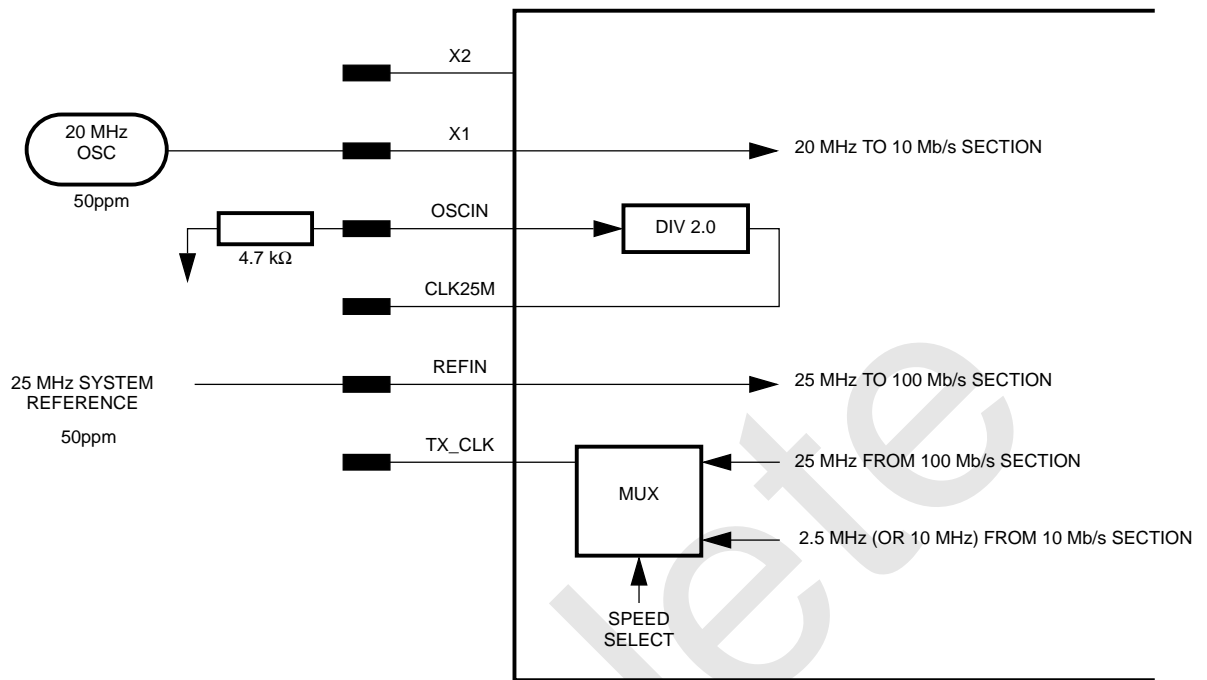 X2
20 MHz
OSC
50ppm
X1
20 MHz TO 10 Mb/s SECTION
OSCIN
DIV 2.0
4.7 kΩ
CLK25M
25 MHz SYSTEM
REFERENCE
50ppm
REFIN
25 MHz TO 100 Mb/s SECTION
TX_CLK
MUX
25 MHz FROM 100 Mb/s SECTION
2.5 MHz (OR 10 MHz) FROM 10 Mb/s SECTION
SPEED
SELECT
lete